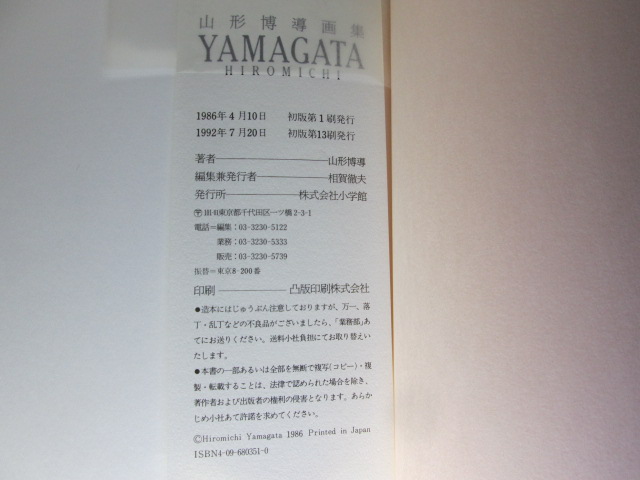 山形博導画集
YAMAGATA
HIROMICHI
1986年4月10日 初版第1刷発行
1992年7月20日 初版第13刷発行
著者――――山形博導
編集兼発行者――――相賀徹夫
発行所――――株式会社小学館
〒101-01東京都千代田区一ツ橋2-3-1
電話=編集:03-3230-5122
業務:03-3230-5333
販売:03-3230-5739
振替=東京8-200番
印刷――――凸版印刷株式会社
●造本にはじゅうぶん注意しておりますが、万一、落
丁・乱丁などの不良品がございましたら、「業務部」あ
てにお送りください。送料小社負担にてお取り替えい
たします。
●本書の一部あるいは全部を無断で複写(コピー)・複
製・転載することは、法律で認められた場合を除き、
著作者および出版者の権利の侵害となります。あらか
じめ小社あて許諾を求めてください。
©Hiromichi Yamagata 1986 Printed in Japan
ISBN4-09-680351-0